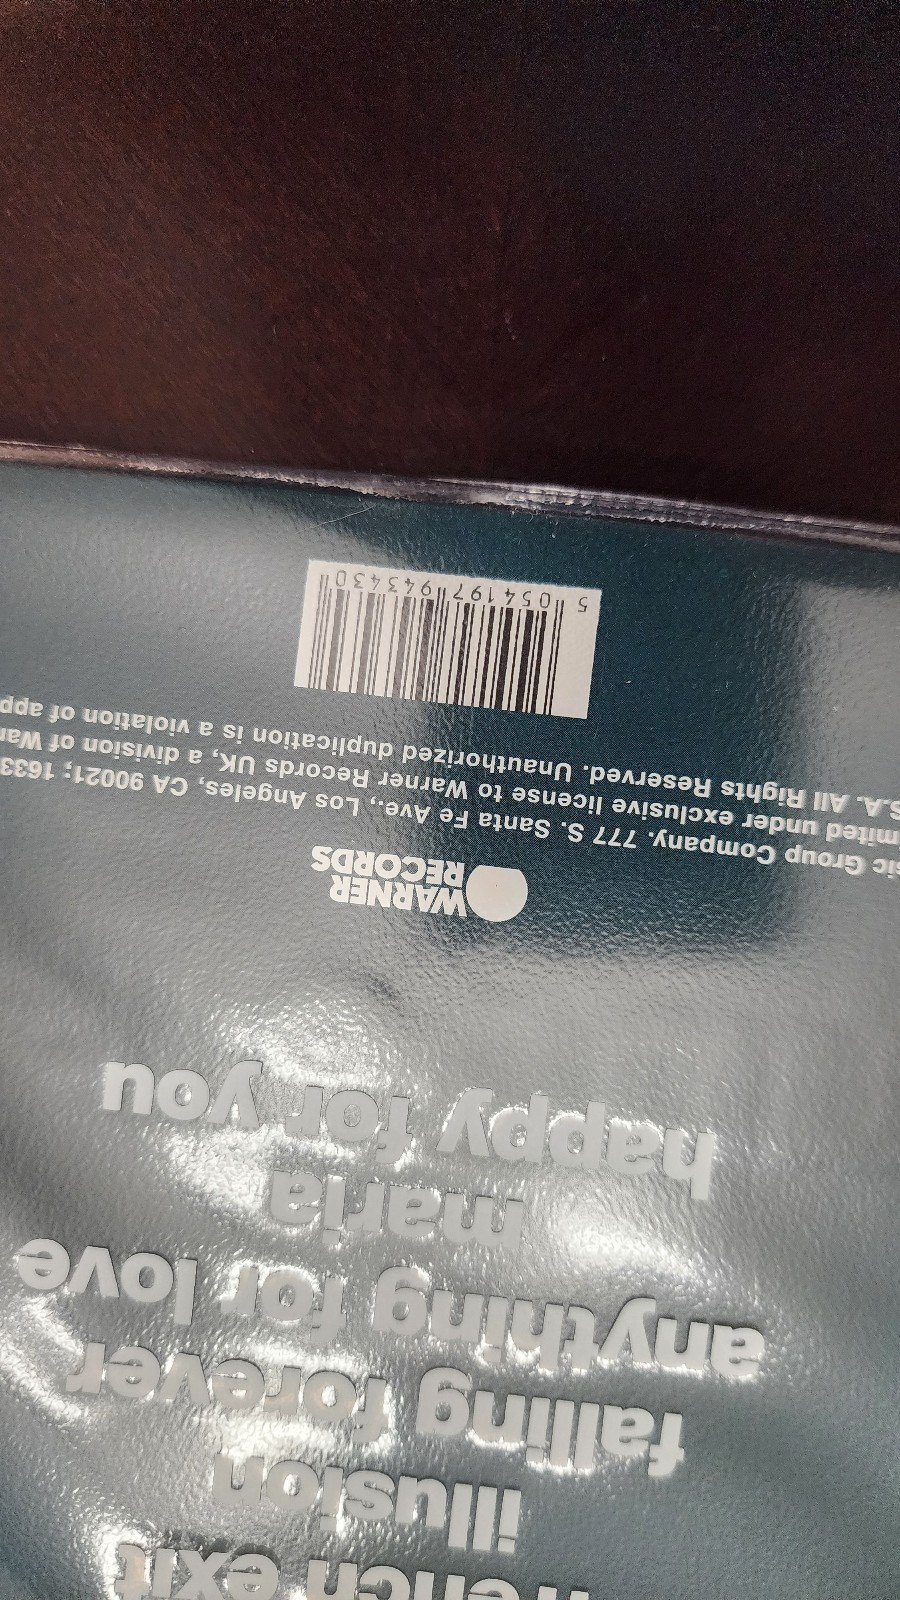 exit
illusion
falling forever
anything for love
maria
happy for you
WARNER
RECORDS
Group Company. 777 S. Santa Fe Ave., Los Angeles, CA 90021; 1633
under exclusive license to Warner Records UK, a division of
S.A. All Rights Reserved. Unauthorized duplication is a violation of
5 054197 943430